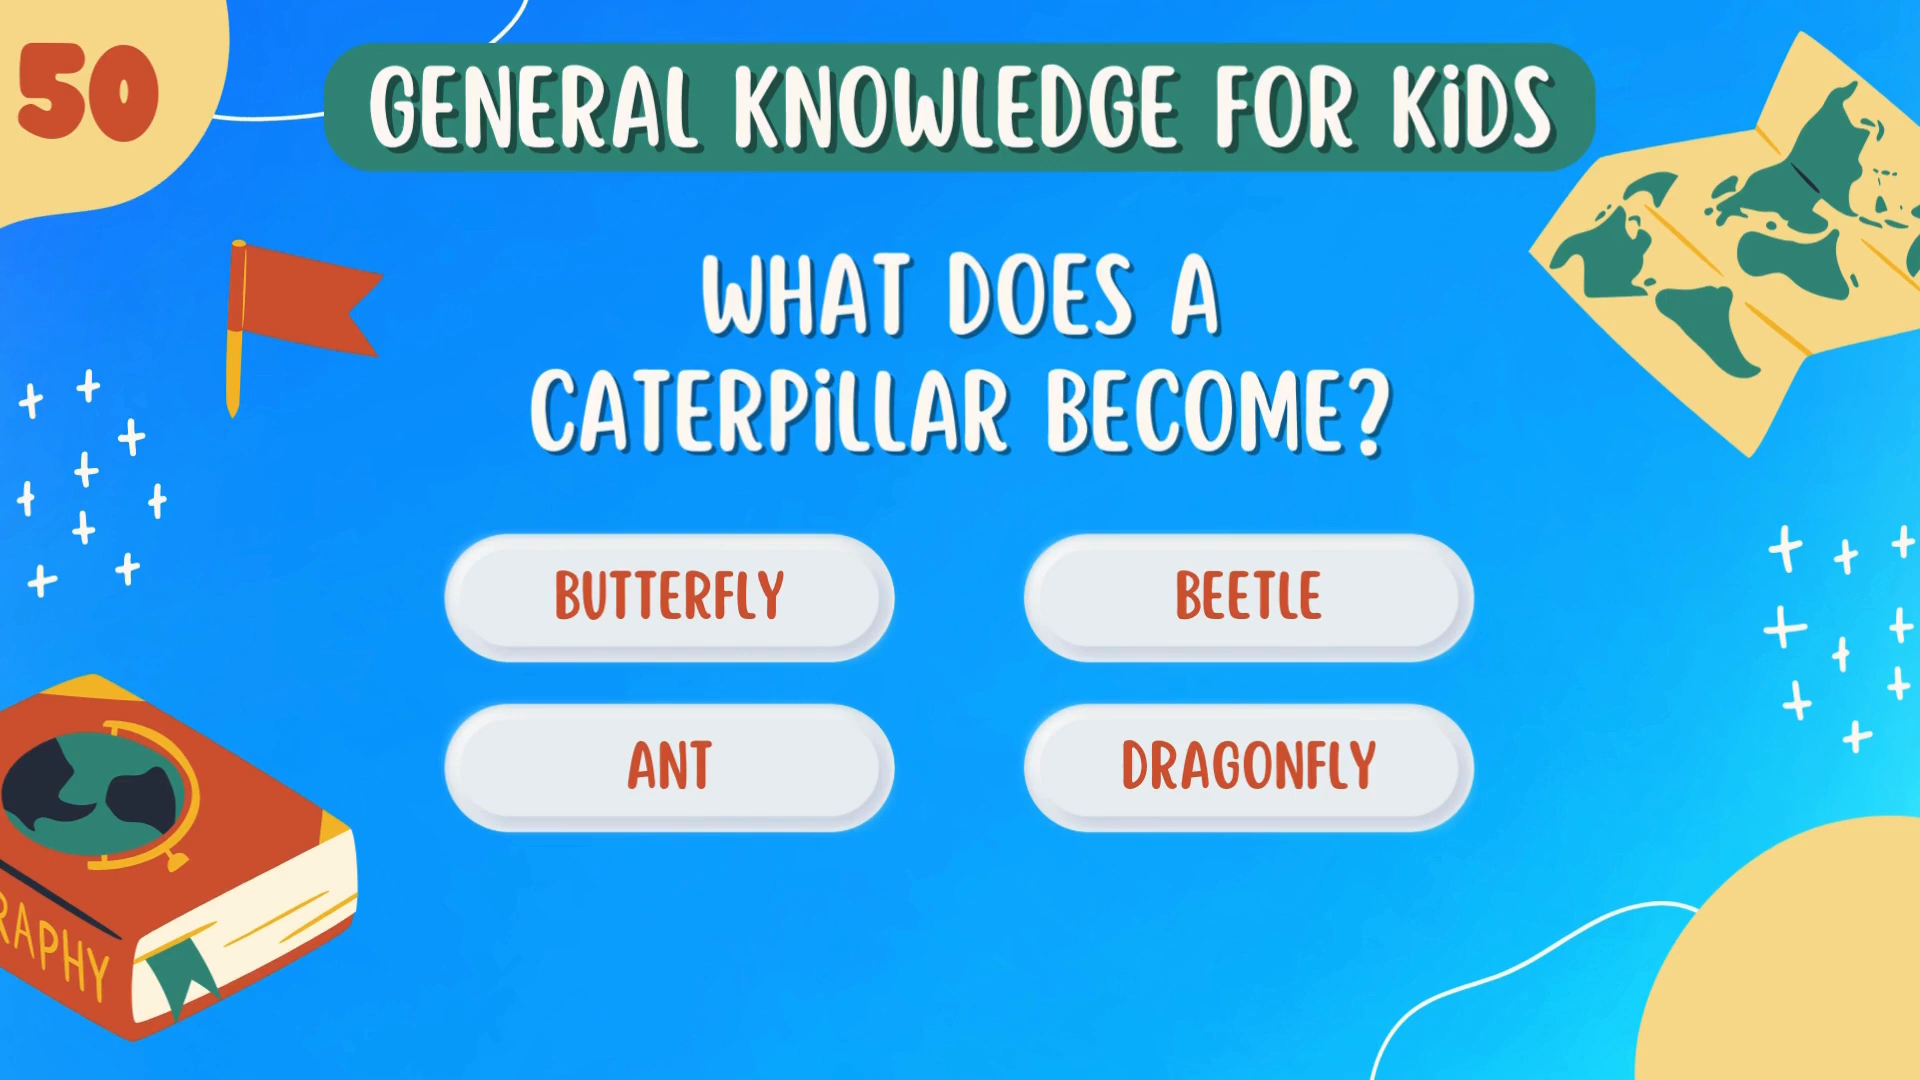 50
GENERAL KNOWLEDGE FOR KiDS
WHAT DOES A
CATERPiLLAR BECOME?
BUTTERFLY
BEETLE
ANT
DRAGONFLY
RAPHY